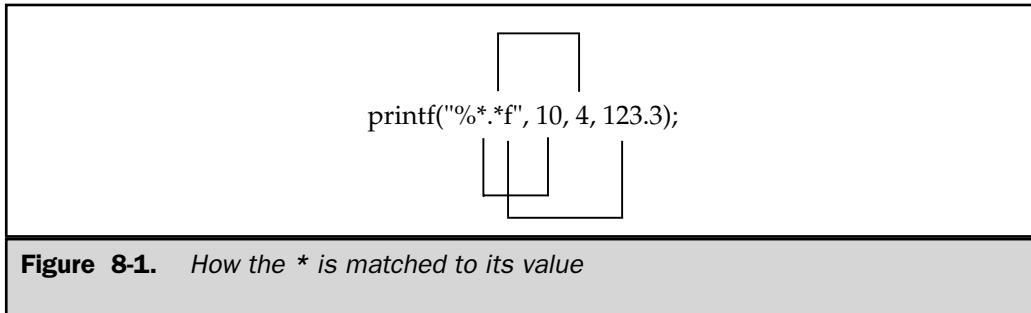 printf("%*.*f", 10, 4, 123.3);
Figure 8-1. How the * is matched to its value